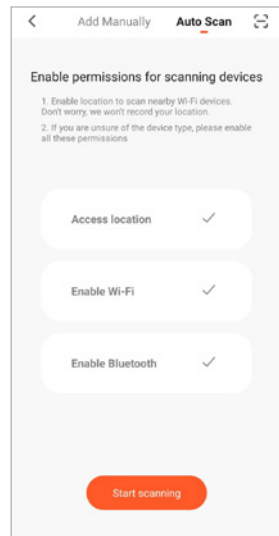 Add Manually Auto Scan
Enable permissions for scanning devices
1. Enable location to scan nearby Wi-Fi devices.
Don't worry, we won't record your location.
2. If you are unsure of the device type, please enable
all these permissions
Access location
Enable Wi-Fi
Enable Bluetooth
Start scanning